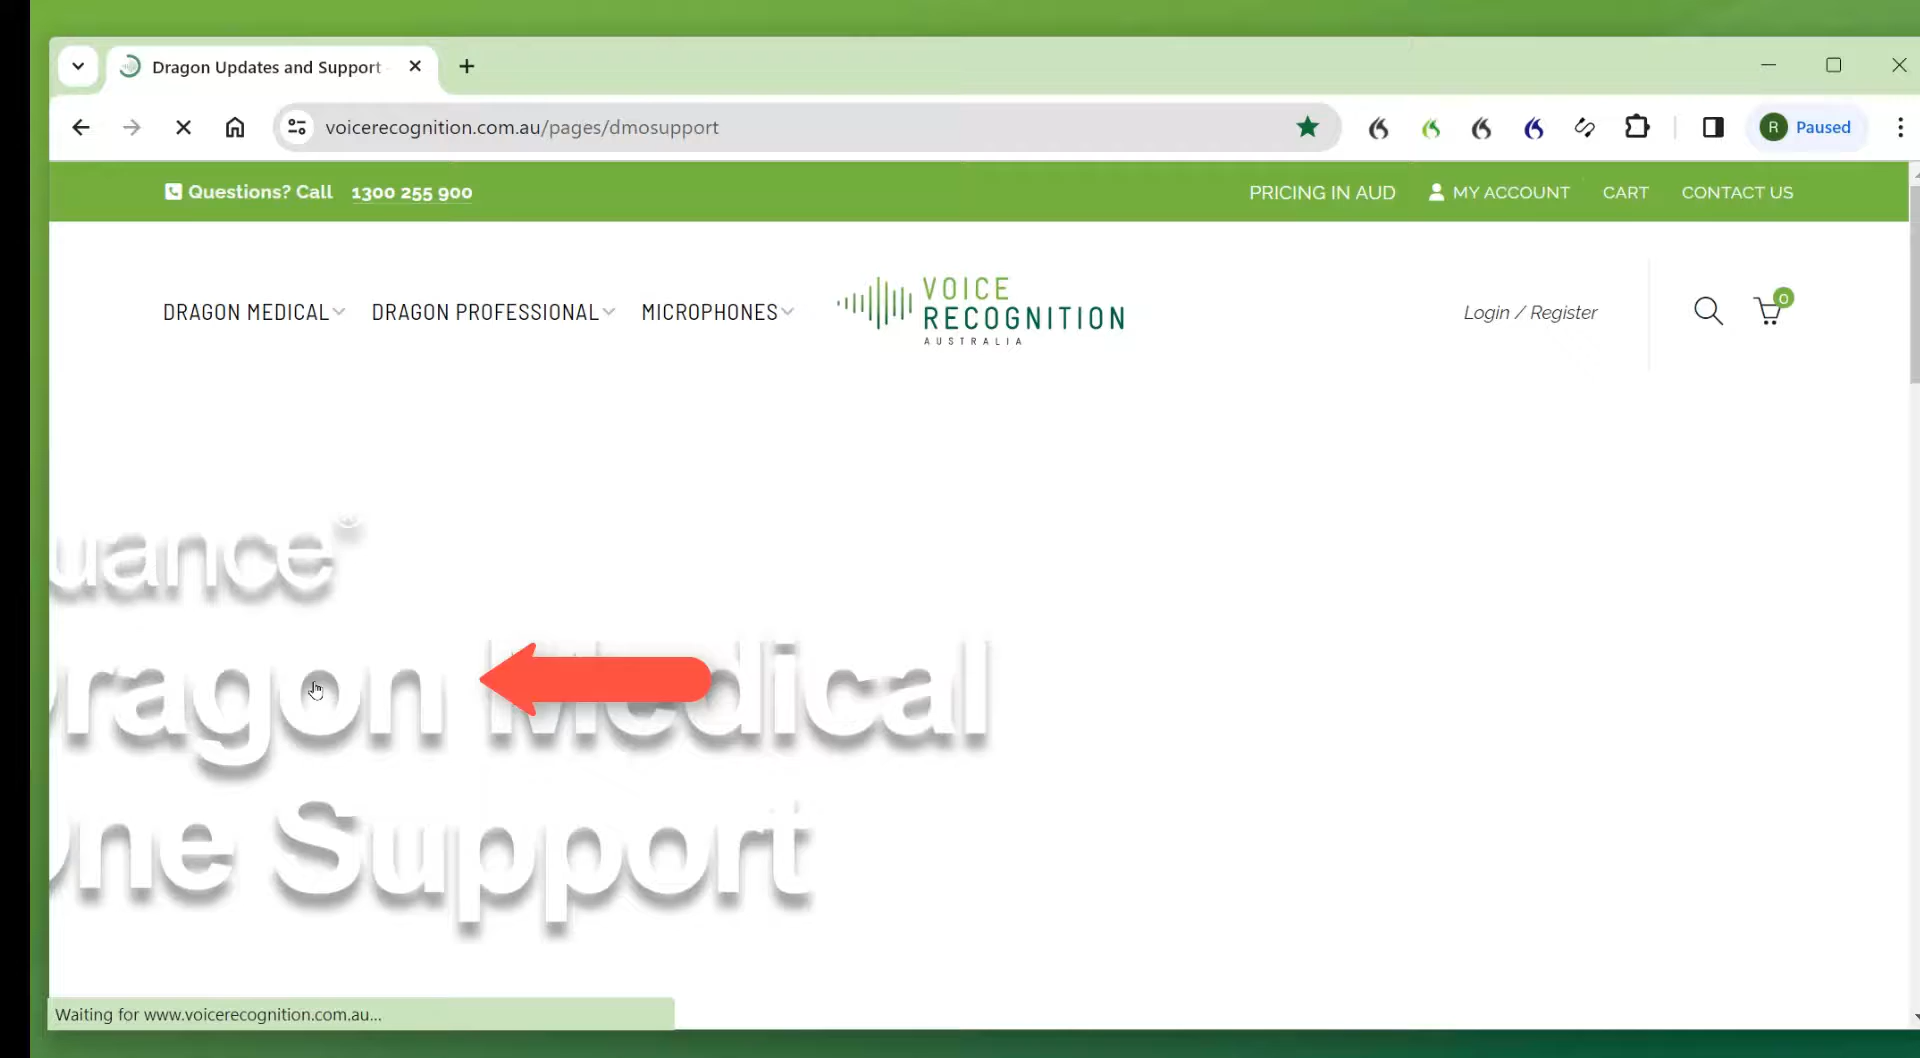 Dragon Updates and Support
voicerecognition.com.au/pages/dmosupport
R Paused
Questions? Call 1300 255 900
PRICING IN AUD MY ACCOUNT CART CONTACT US
DRAGON MEDICAL DRAGON PROFESSIONAL MICROPHONES
VOICE
RECOGNITION
AUSTRALIA
Login / Register
0
uance®
ragon Medical
ne Support
Waiting for www.voicerecognition.com.au...